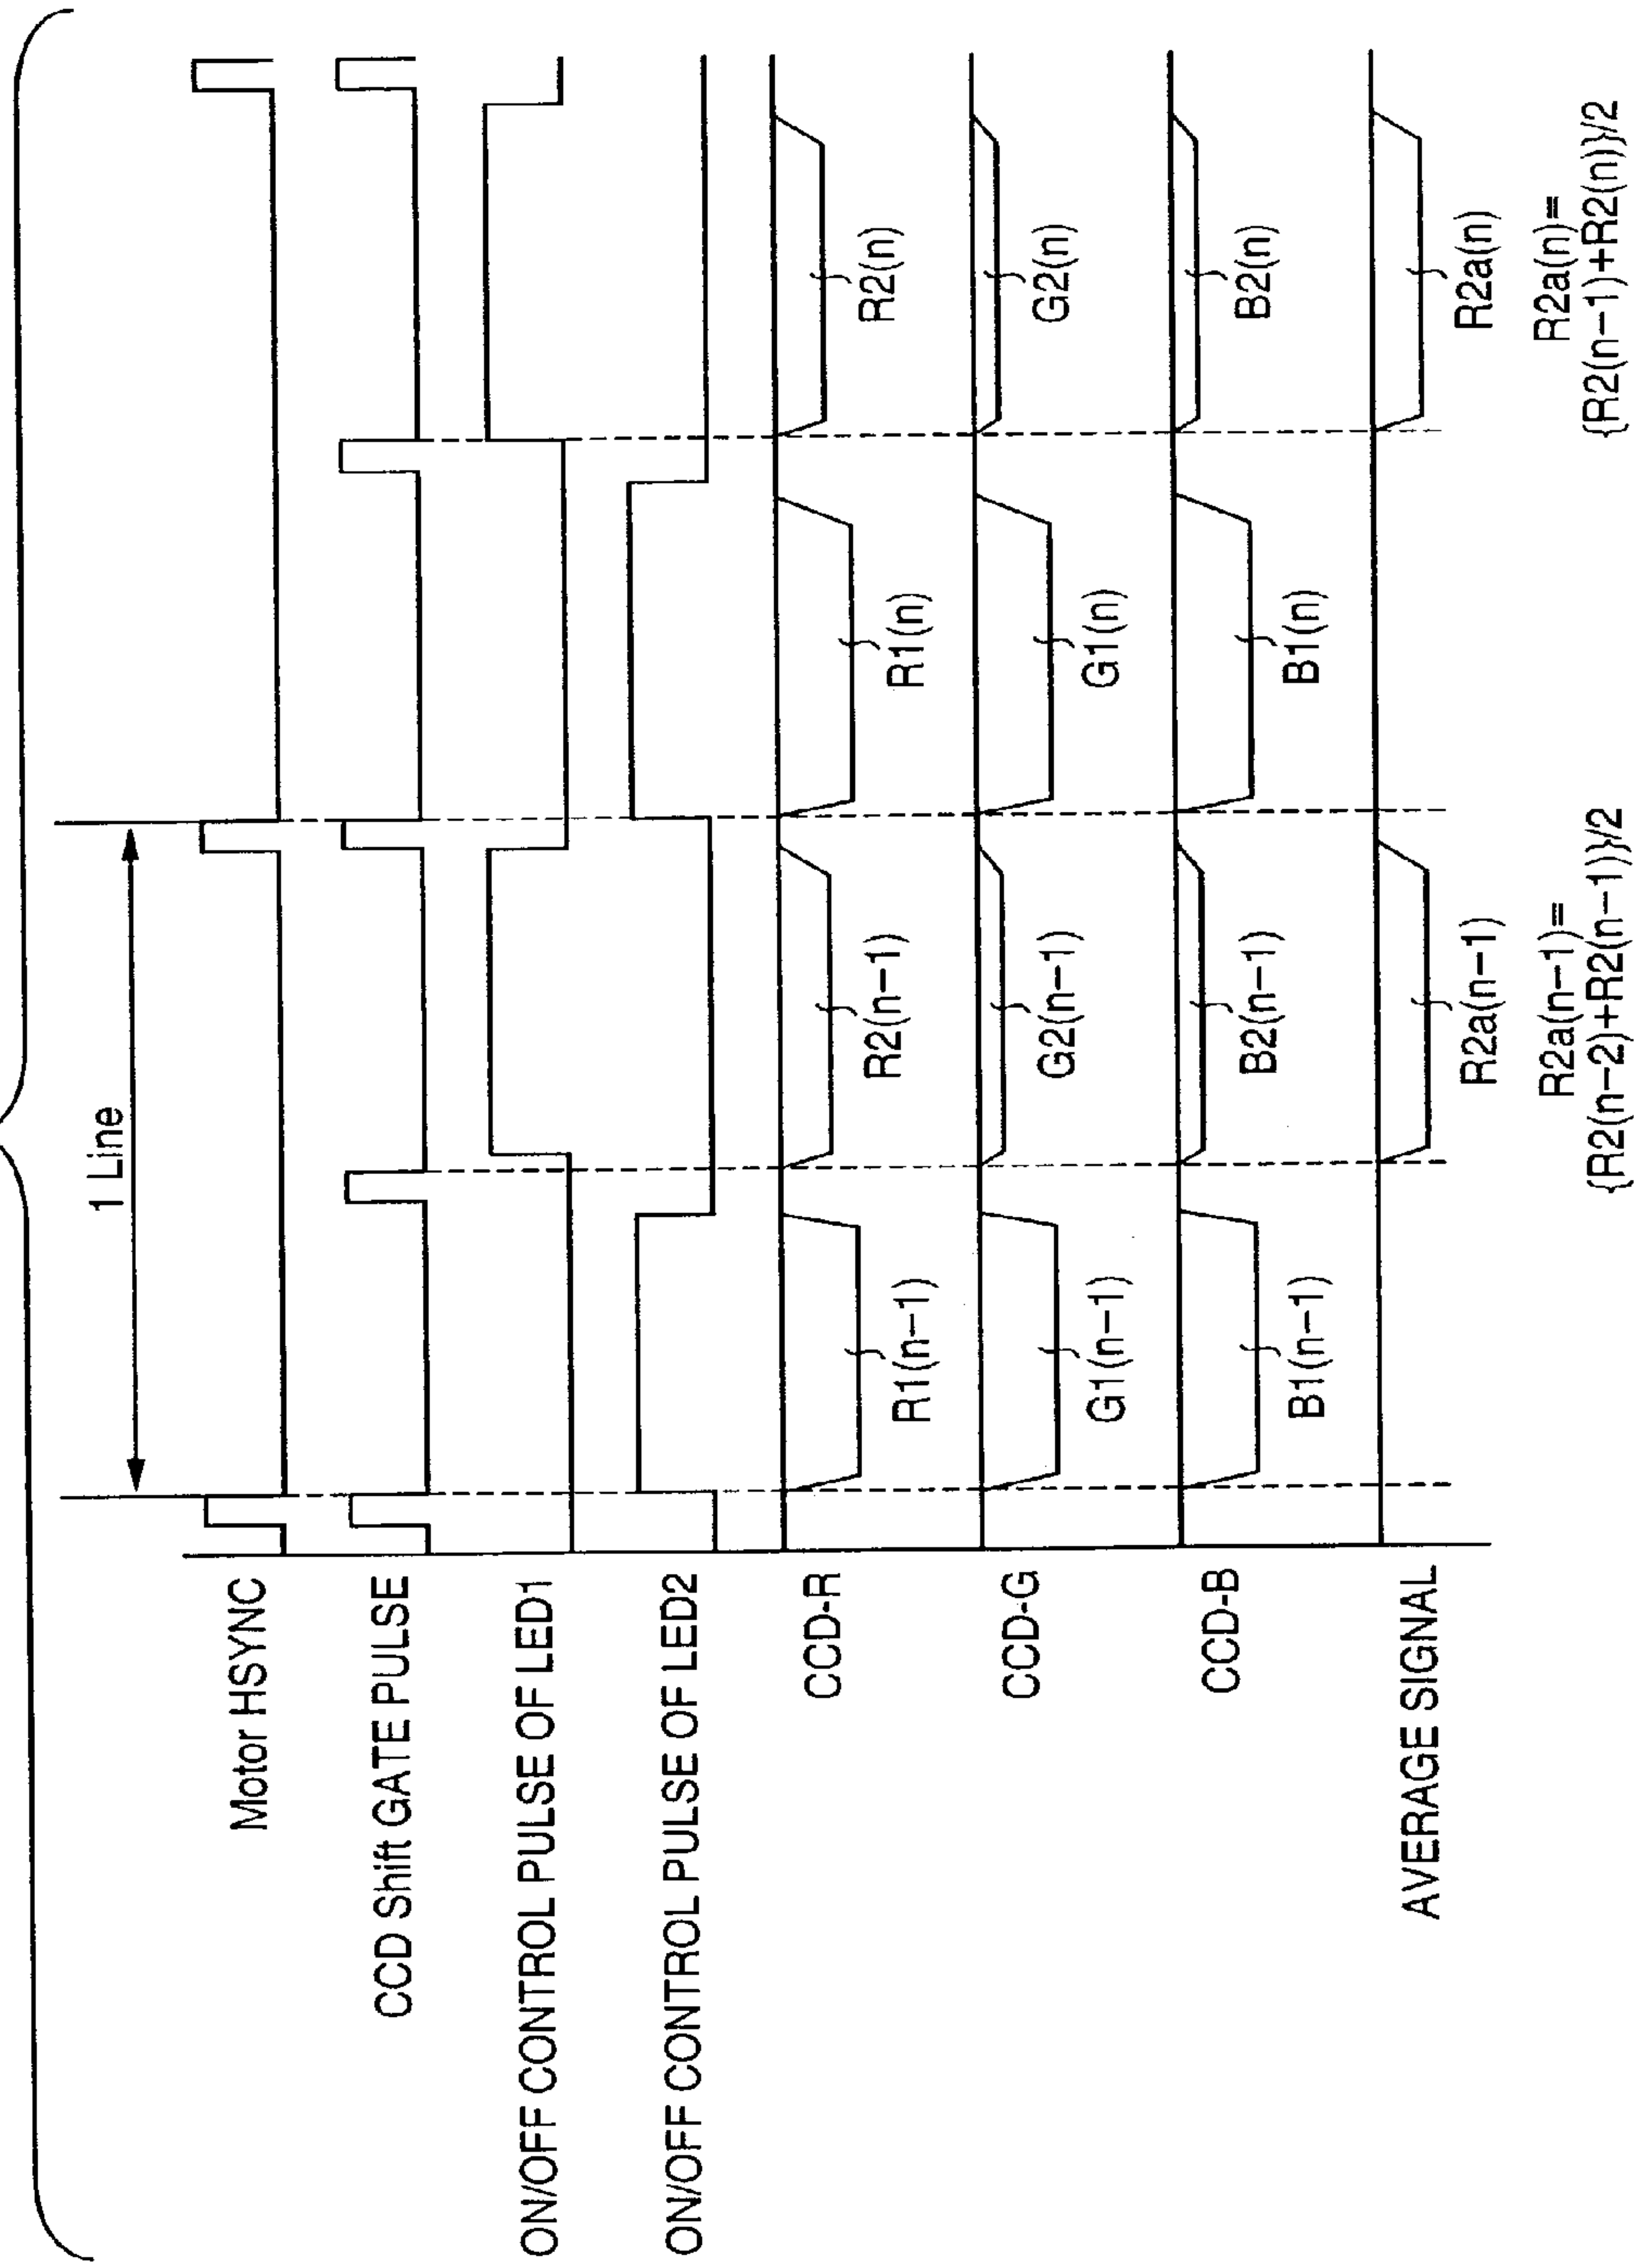 1 Line
Motor HSYNC
CCD Shift GATE PULSE
ON/OFF CONTROL PULSE OF LED1
ON/OFF CONTROL PULSE OF LED2
CCD-R
R1(n-1)
R2(n-1)
R1(n)
R2(n)
CCD-G
G1(n-1)
G2(n-1)
G1(n)
G2(n)
CCD-B
B1(n-1)
B2(n-1)
B1(n)
B2(n)
AVERAGE SIGNAL
R2a(n-1)
R2a(n)
R2a(n-1)=
{R2(n-2)+R2(n-1)}/2
R2a(n)=
{R2(n-1)+R2(n)}/2